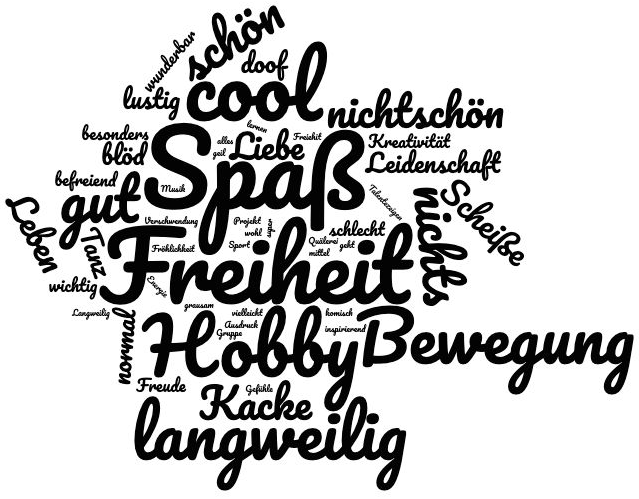 schön
wunderbar
doof
lustig
cool
nichtschön
besonders
lernen
alles
Freichit
Kreativität
blöd
geil
Liebe
Leidenschaft
Spaß
befreiend
Musik
Talentzeigen
Scheiße
gut
nichts
Leben
Verschwendung
Projekt
super
wohl
schlecht
Tanz
Fröhlichkeit
Sport
Quälerei
geht
mittel
Freiheit
wichtig
Energie
Langweilig
grausam
vielleicht
komisch
normal
Ausdruck
inspirierend
Gruppe
Hobby
Bewegung
Freude
Gefühle
Kacke
langweilig